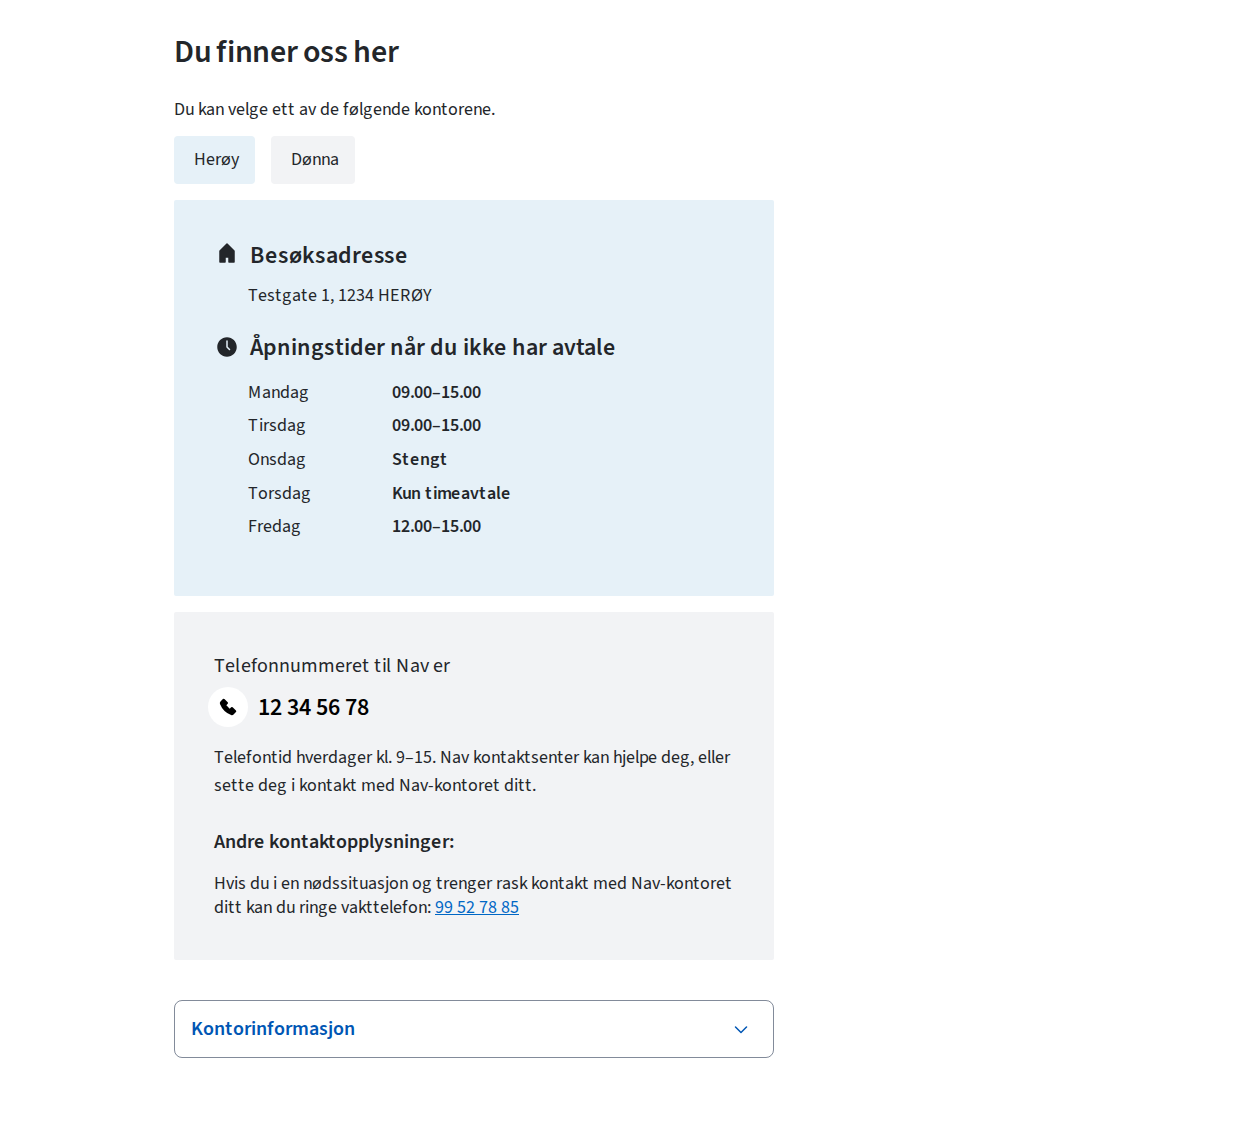 Du finner oss her
Du kan velge ett av de følgende kontorene.
Herøy Dønna
Besøksadresse
Testgate 1, 1234 HERØY
Åpningstider når du ikke har avtale
Mandag 09.00–15.00
Tirsdag 09.00–15.00
Onsdag Stengt
Torsdag Kun timeavtale
Fredag 12.00–15.00
Telefonnummeret til Nav er
12 34 56 78
Telefontid hverdager kl. 9–15. Nav kontaktsenter kan hjelpe deg, eller
sette deg i kontakt med Nav-kontoret ditt.
Andre kontaktopplysninger:
Hvis du i en nødssituasjon og trenger rask kontakt med Nav-kontoret
ditt kan du ringe vakttelefon: 99 52 78 85
Kontorinformasjon